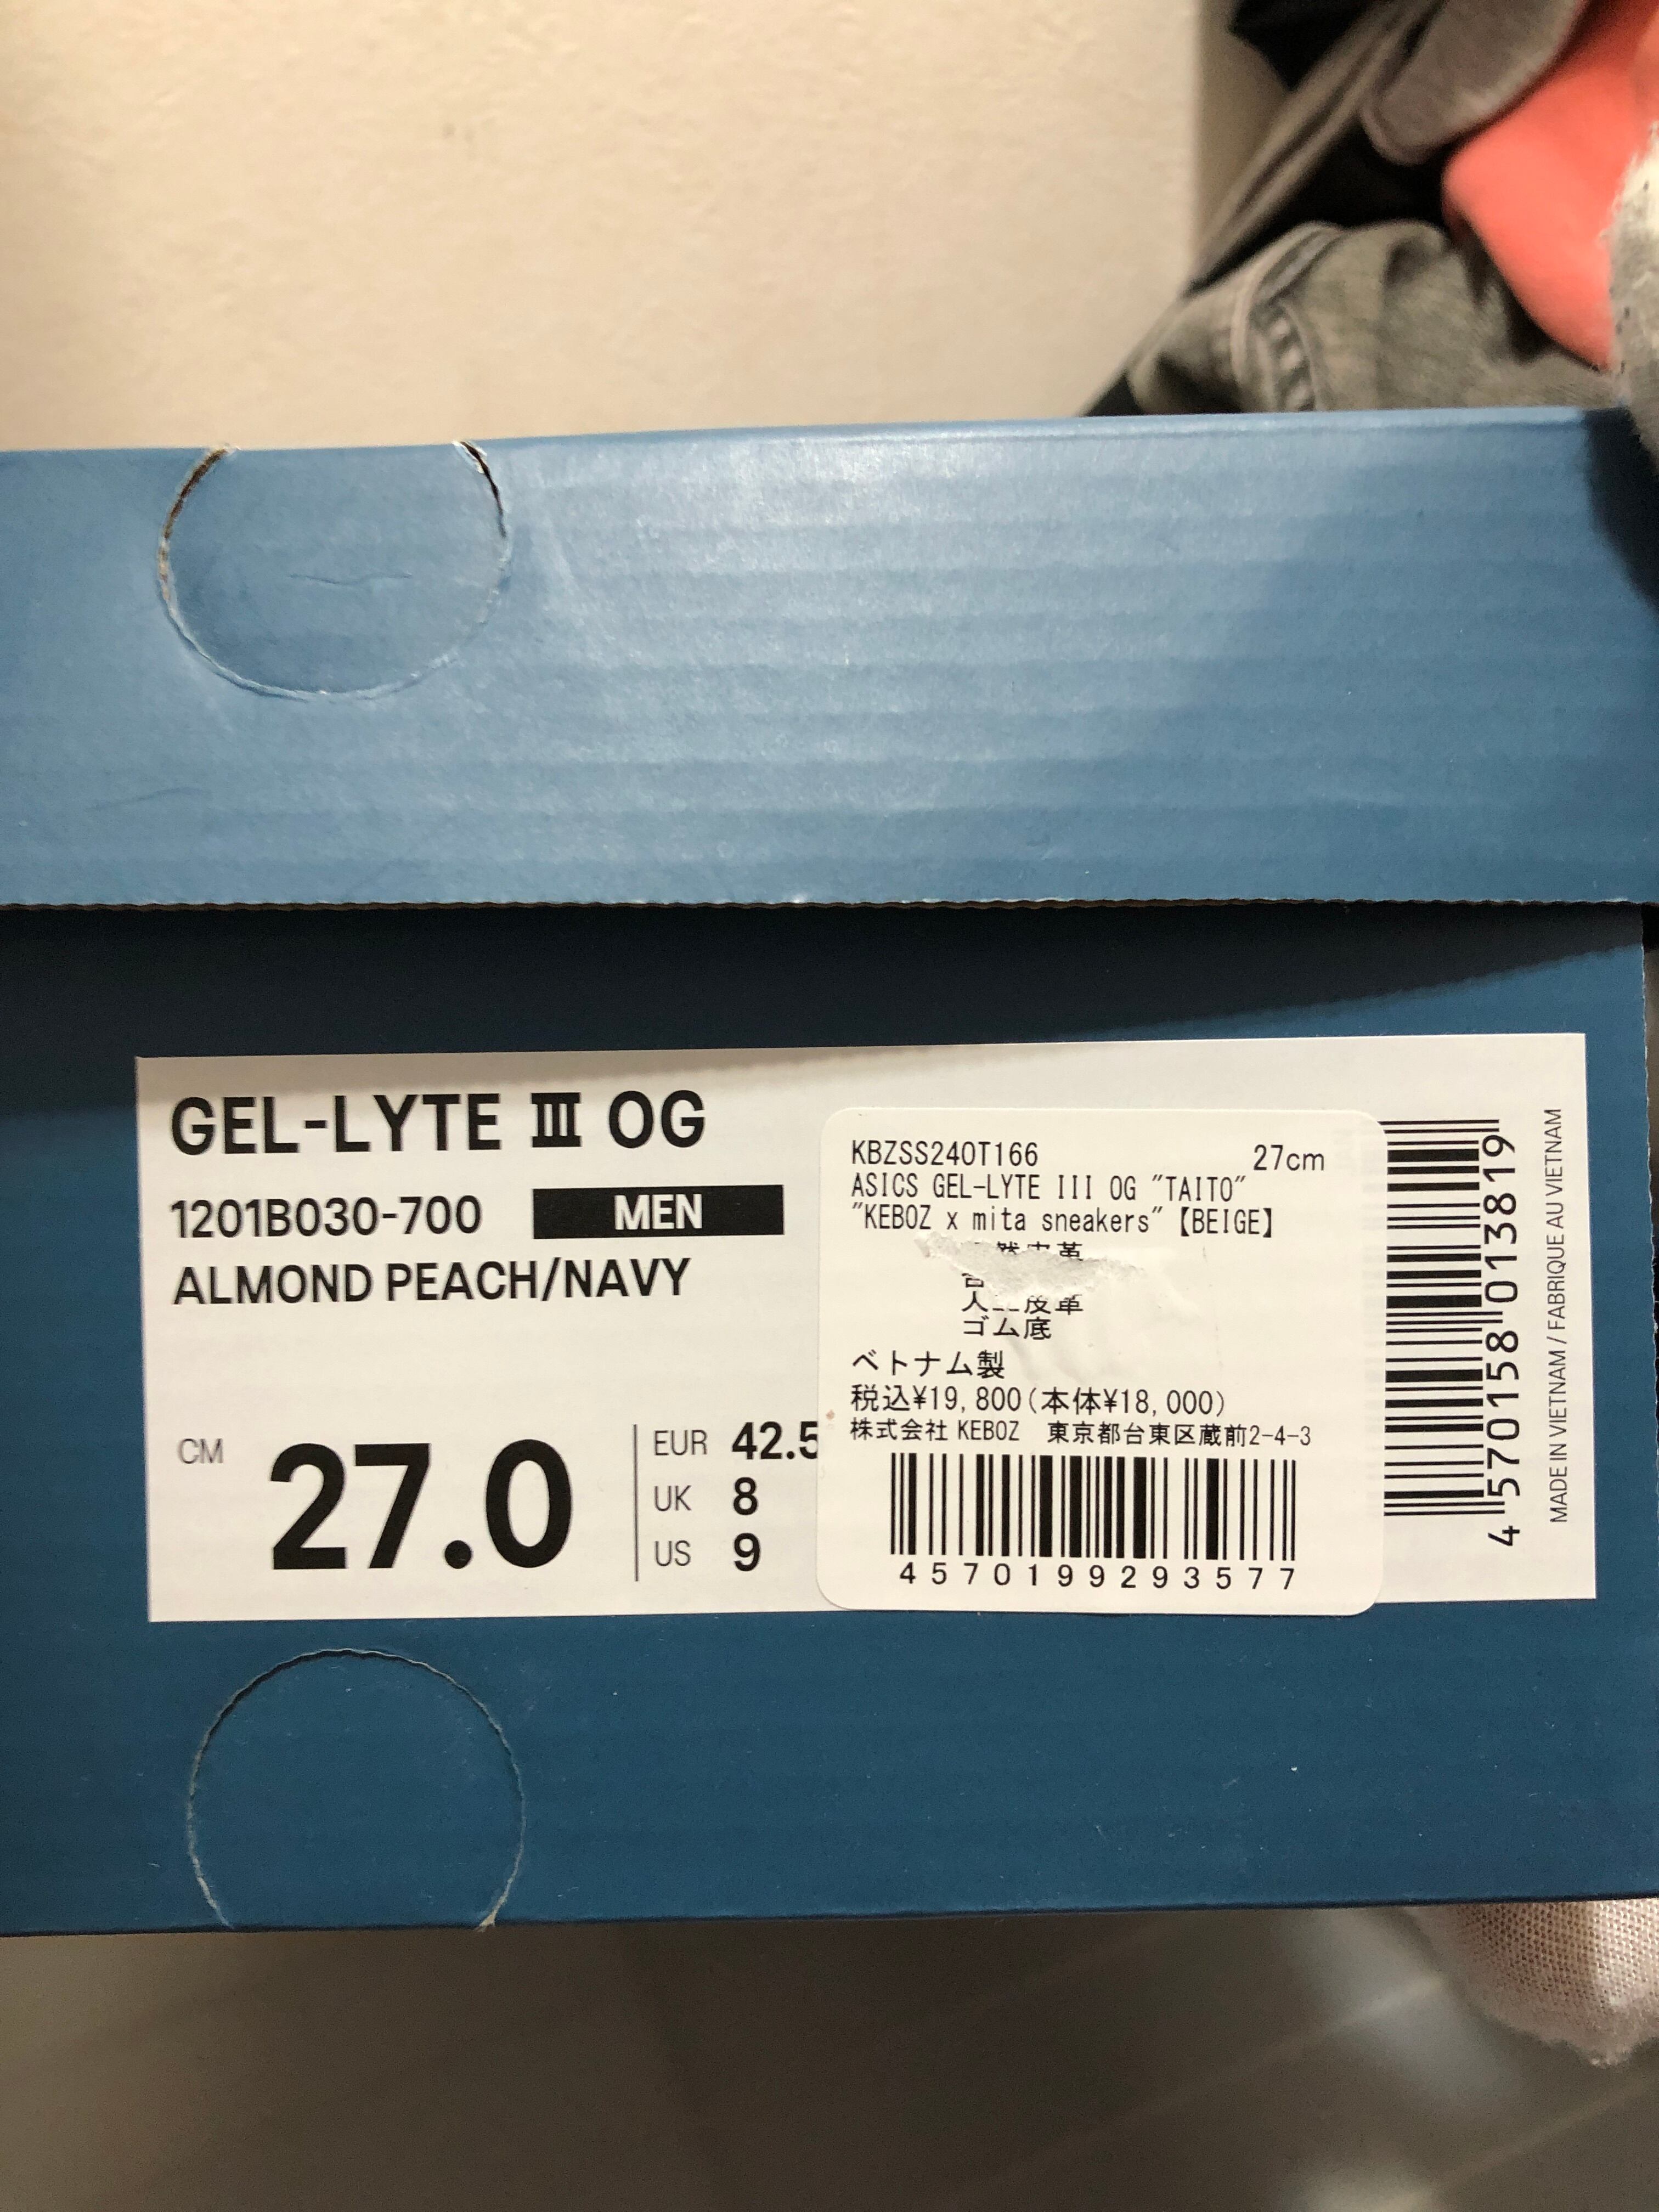 GEL-LYTE III OG
1201B030-700 MEN
ALMOND PEACH/NAVY
CM 27.0
EUR 42.5
UK 8
US 9
KBZSS240T166 27cm
ASICS GEL-LYTE III OG "TAITO"
"KEBOZ x mita sneakers"【BEIGE】
ゴム底
ベトナム製
税込¥19,800(本体¥18,000)
株式会社 KEBOZ 東京都台東区蔵前2-4-3
4570199293577
4570158013819
MADE IN VIETNAM / FABRIQUE AU VIETNAM